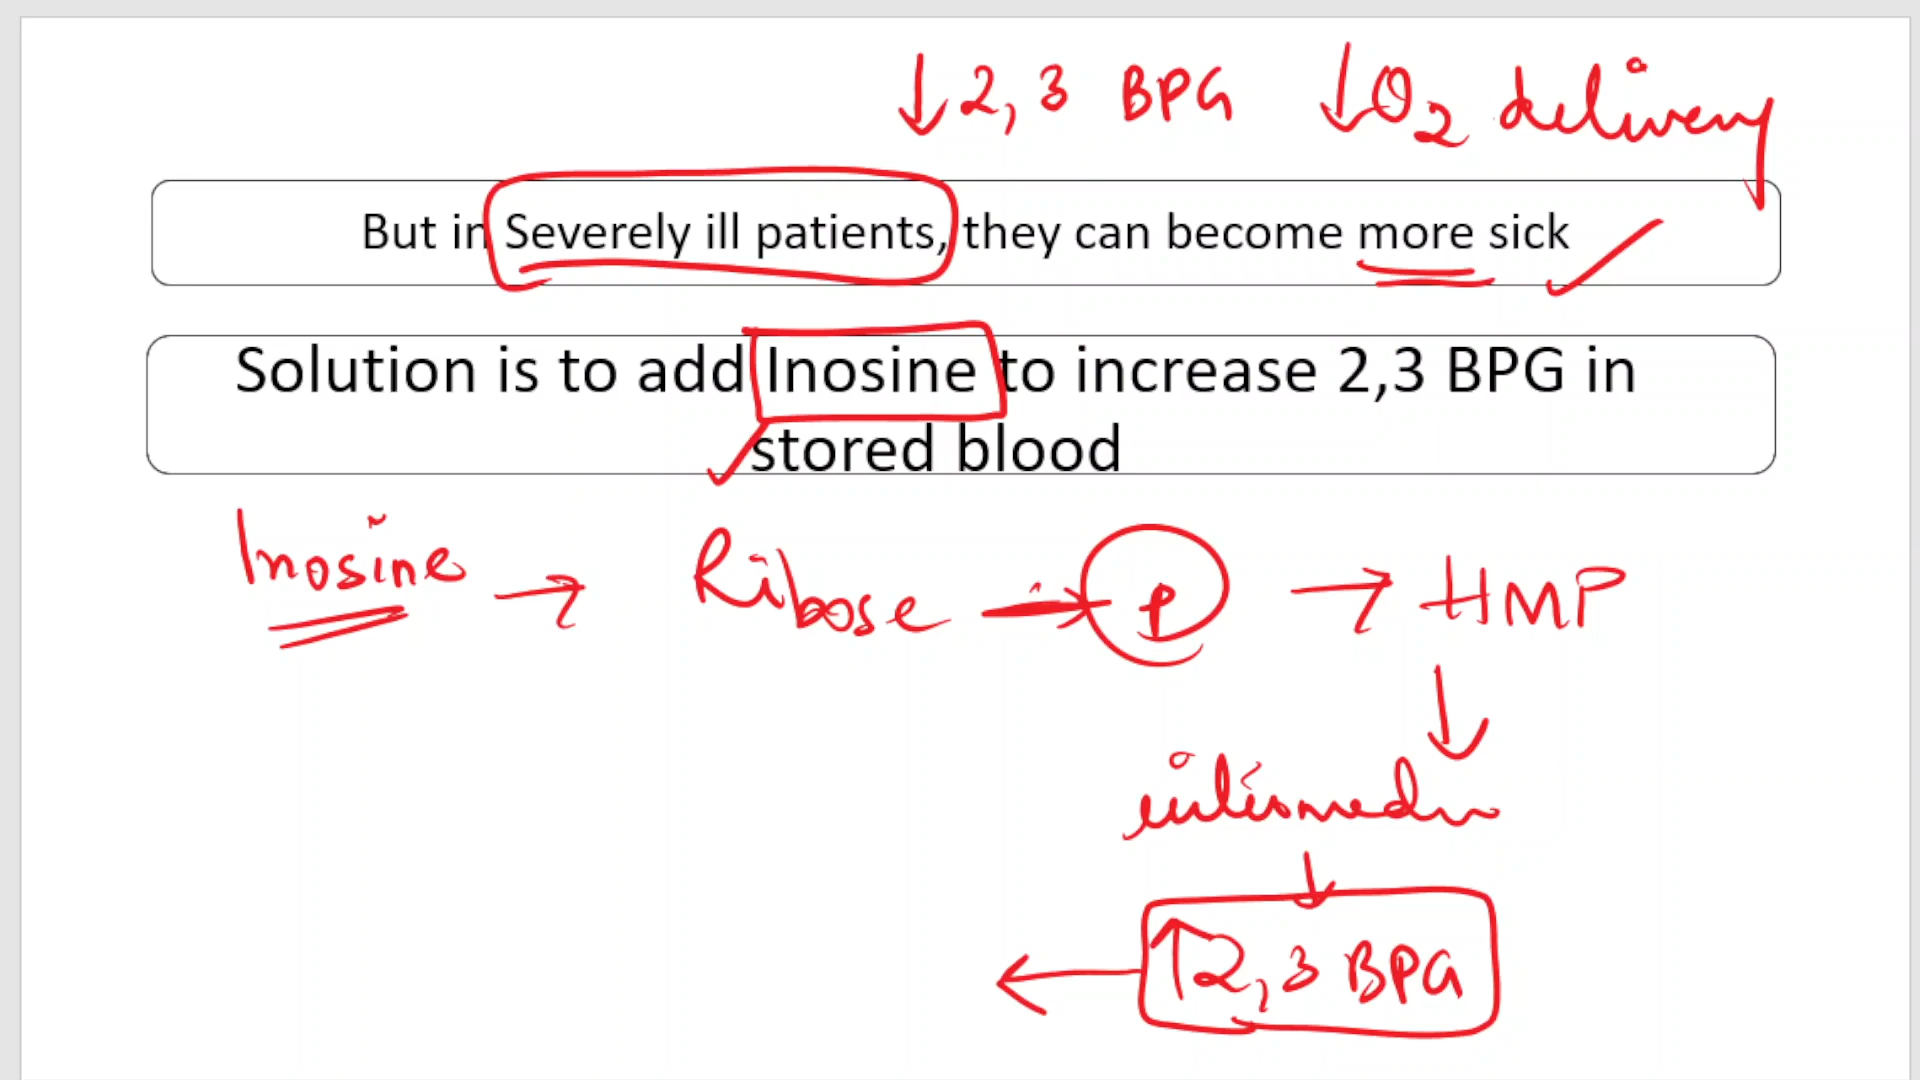 ↓2,3 BPG ↓O2 delivery
But in Severely ill patients, they can become more sick
Solution is to add Inosine to increase 2,3 BPG in
stored blood
Inosine → Ribose → P → HMP
↓
↓
← ↑2,3 BPG